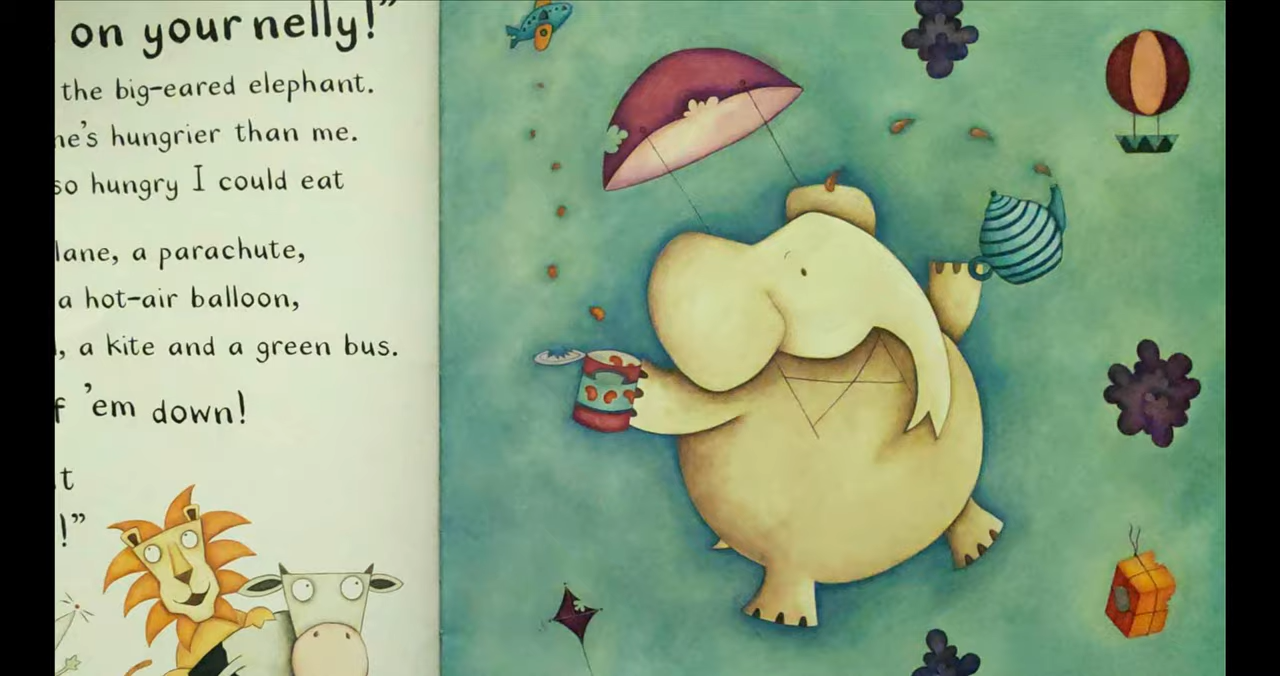 on your nelly!”
the big-eared elephant.
he's hungrier than me.
so hungry I could eat
lane, a parachute,
a hot-air balloon,
, a kite and a green bus.
f 'em down!
t
!”